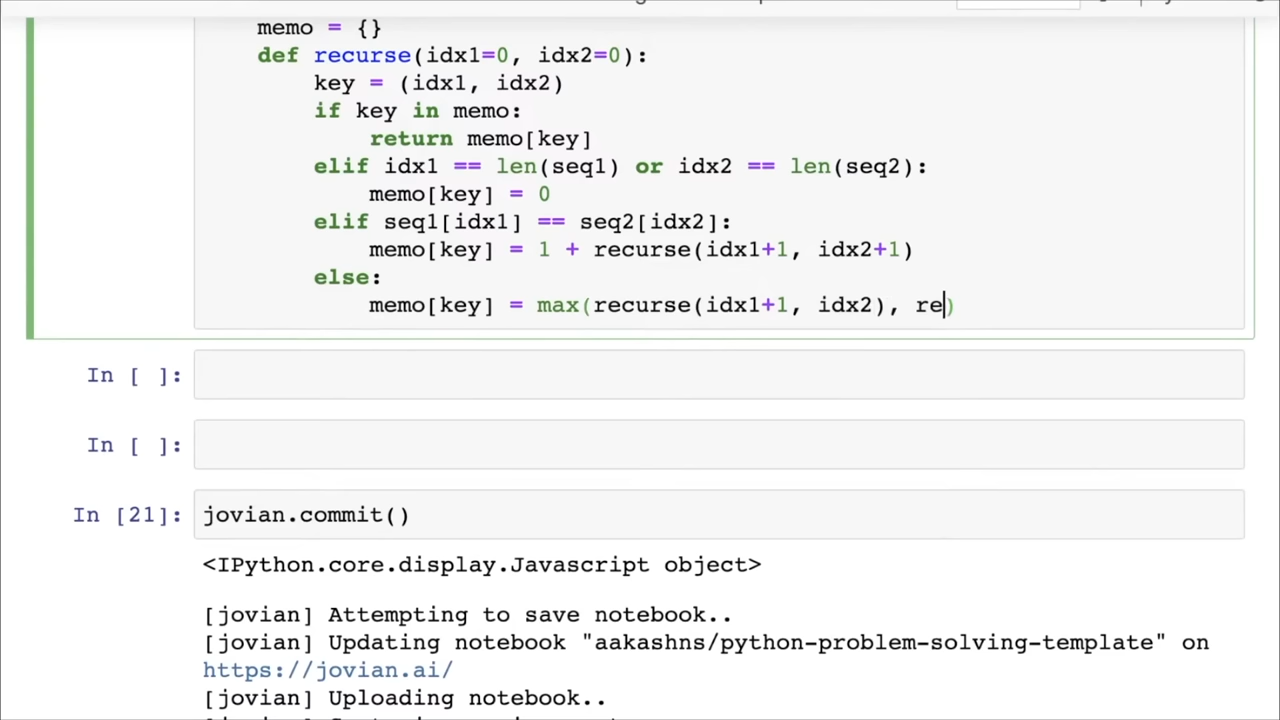 memo = {}
def recurse(idx1=0, idx2=0):
key = (idx1, idx2)
if key in memo:
return memo[key]
elif idx1 == len(seq1) or idx2 == len(seq2):
memo[key] = 0
elif seq1[idx1] == seq2[idx2]:
memo[key] = 1 + recurse(idx1+1, idx2+1)
else:
memo[key] = max(recurse(idx1+1, idx2), re)
In [ ]:
In [ ]:
In [21]: jovian.commit()
<IPython.core.display.Javascript object>
[jovian] Attempting to save notebook..
[jovian] Updating notebook "aakashns/python-problem-solving-template" on
https://jovian.ai/
[jovian] Uploading notebook..